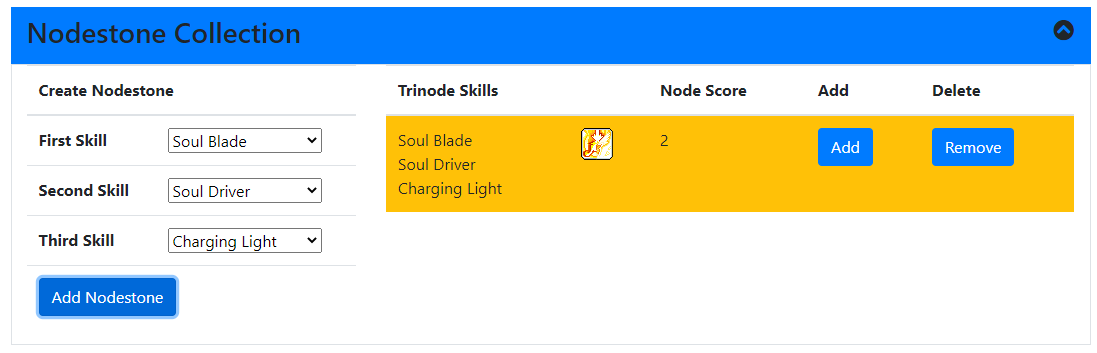 Nodestone Collection
Create Nodestone
First Skill Soul Blade
Second Skill Soul Driver
Third Skill Charging Light
Add Nodestone
Trinode Skills Node Score Add Delete
Soul Blade 2 Add Remove
Soul Driver
Charging Light